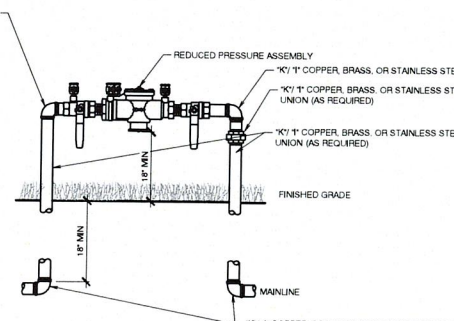 REDUCED PRESSURE ASSEMBLY
"K"/ "I" COPPER, BRASS, OR STAINLESS STE
"K"/ "I" COPPER, BRASS, OR STAINLESS ST
UNION (AS REQUIRED)
"K"/ "I" COPPER, BRASS, OR STAINLESS STE
UNION (AS REQUIRED)
18" MIN
FINISHED GRADE
18" MIN
MAINLINE